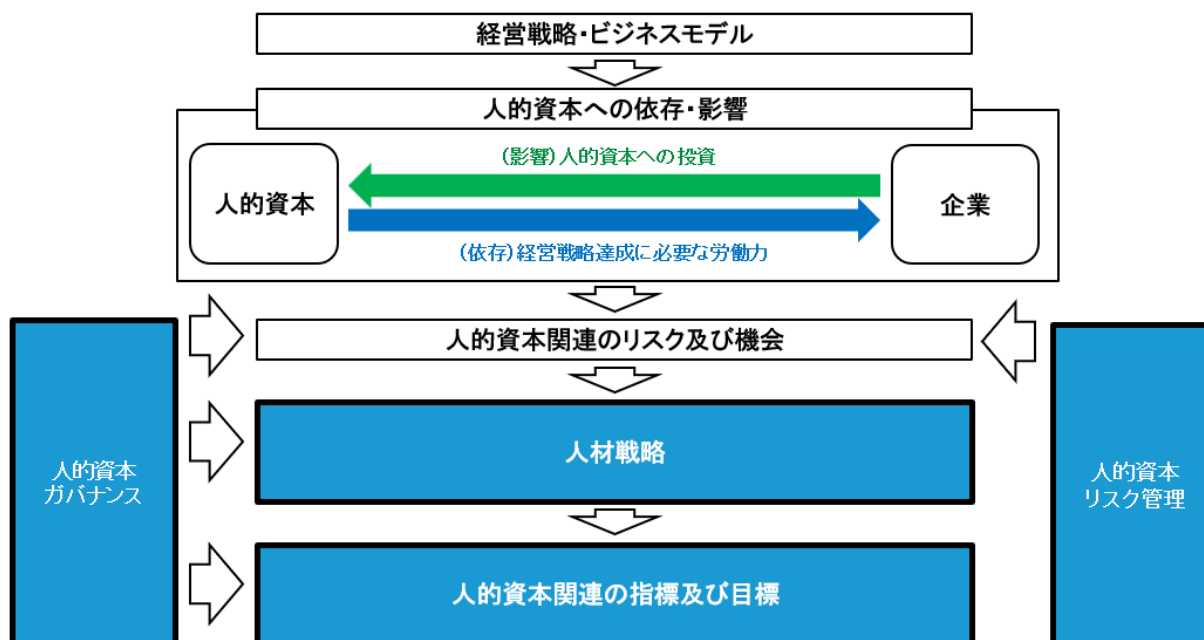 経営戦略・ビジネスモデル
人的資本への依存・影響
(影響)人的資本への投資
人的資本
企業
(依存)経営戦略達成に必要な労働力
人的資本関連のリスク及び機会
人材戦略
人的資本
ガバナンス
人的資本
リスク管理
人的資本関連の指標及び目標